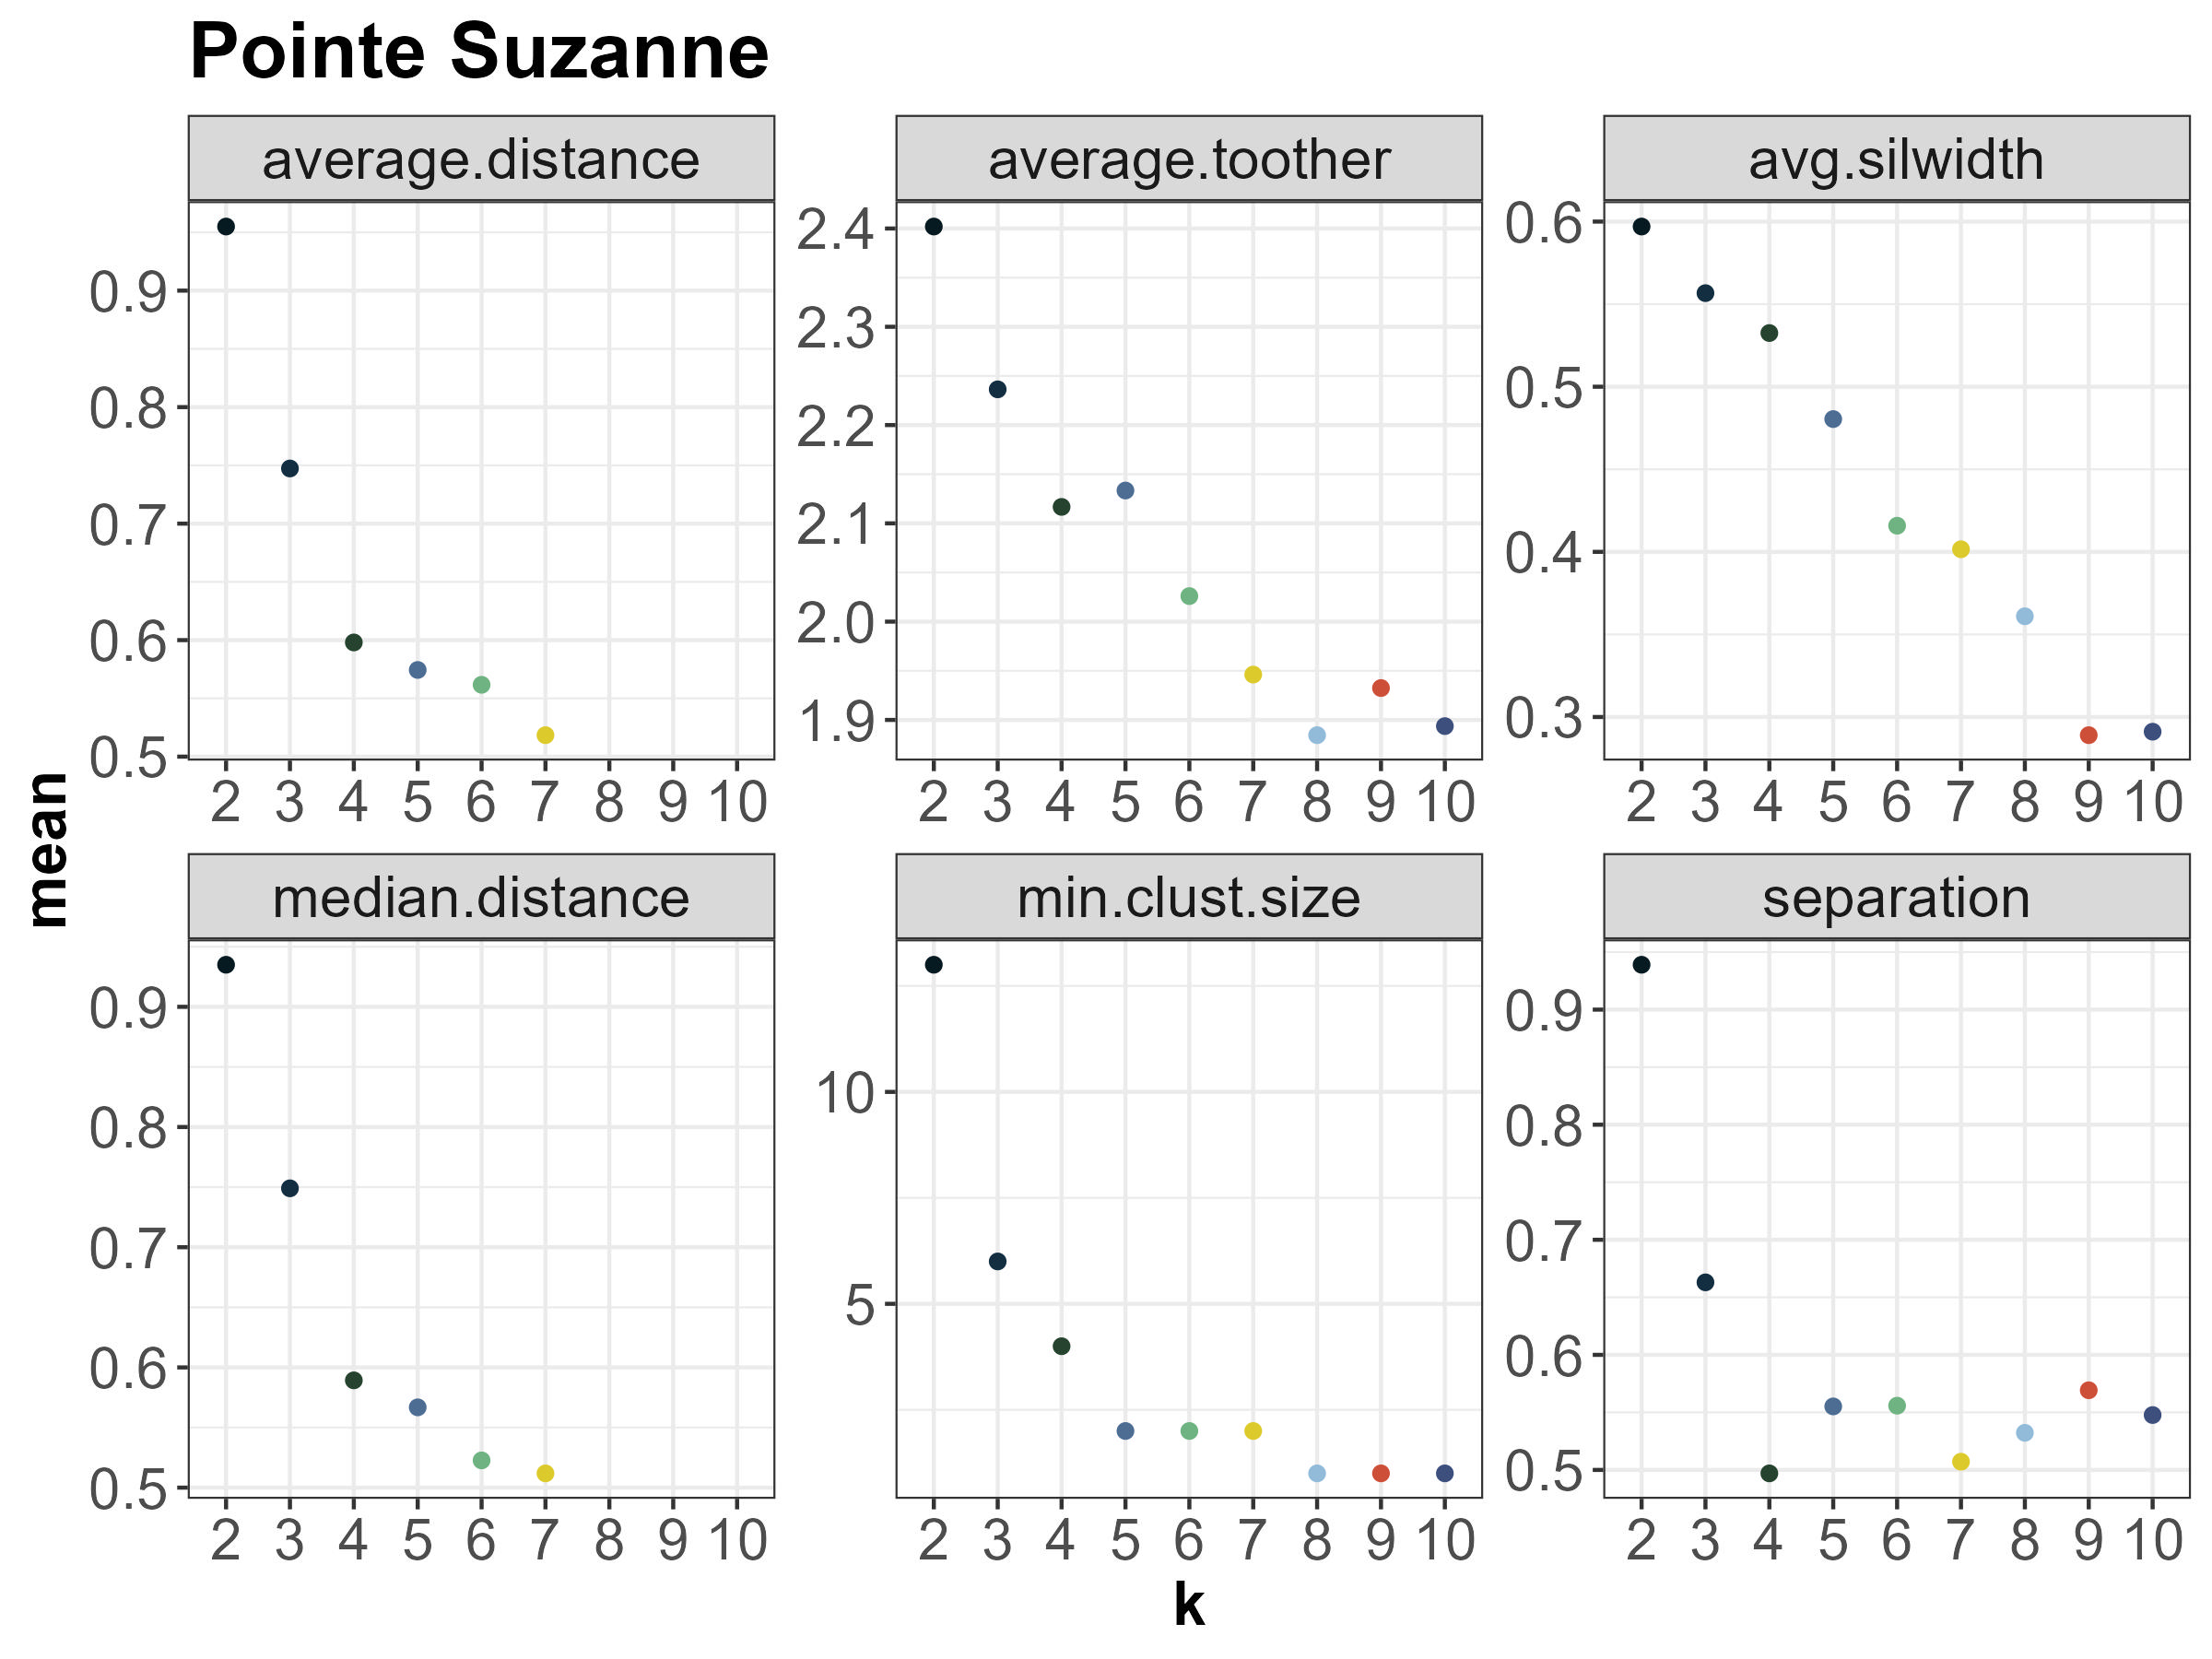 Pointe Suzanne
average.distance
average.toother
avg.silwidth
0.9
0.8
0.7
0.6
0.5
2.4
2.3
2.2
2.1
2.0
1.9
0.6
0.5
0.4
0.3
2 3 4 5 6 7 8 9 10
2 3 4 5 6 7 8 9 10
2 3 4 5 6 7 8 9 10
mean
median.distance
min.clust.size
separation
0.9
0.8
0.7
0.6
0.5
10
5
0.9
0.8
0.7
0.6
0.5
2 3 4 5 6 7 8 9 10
2 3 4 5 6 7 8 9 10
2 3 4 5 6 7 8 9 10
k